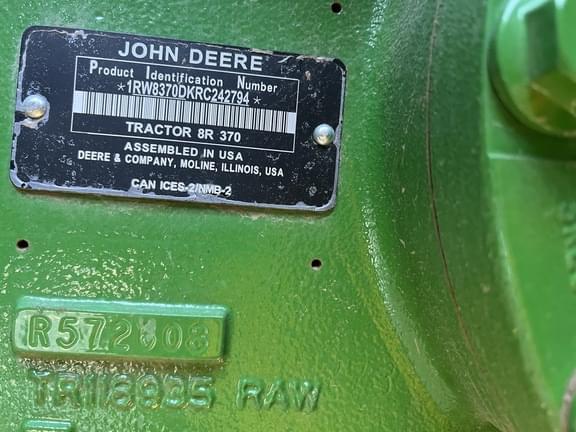 JOHN DEERE
Product Identification Number
*1RW8370DKRC242794*
TRACTOR 8R 370
ASSEMBLED IN USA
DEERE & COMPANY, MOLINE, ILLINOIS, USA
CAN ICES-2/NMB-2
RAW